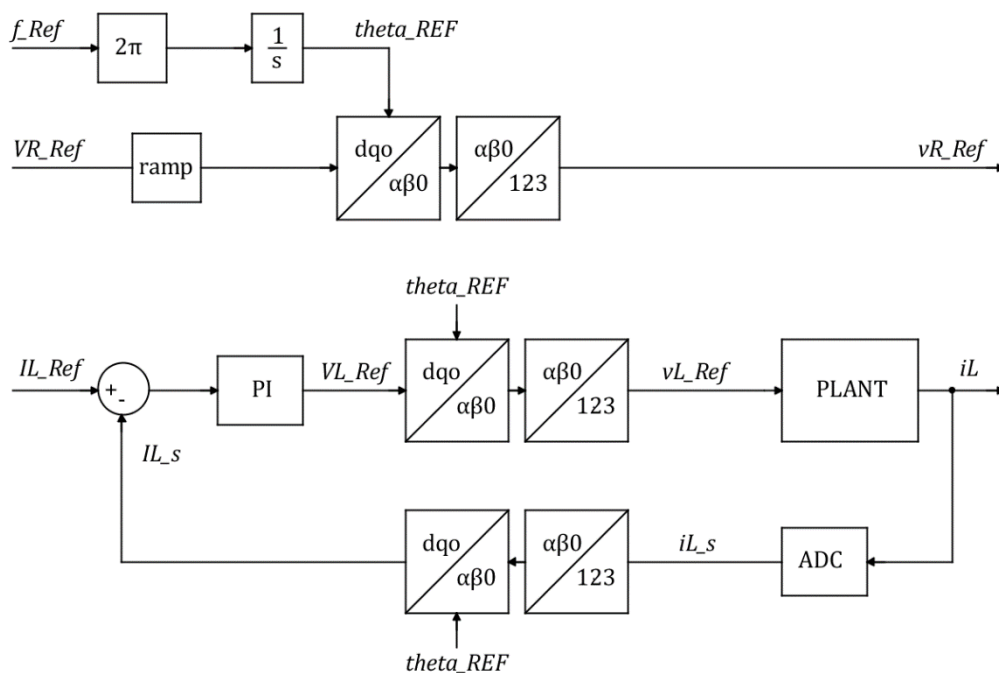 f_Ref
2π
1
s
theta_REF
VR_Ref
ramp
dqo
αβ0
αβ0
123
vR_Ref
theta_REF
IL_Ref
+
-
PI
VL_Ref
dqo
αβ0
αβ0
123
vL_Ref
PLANT
iL
IL_s
dqo
αβ0
αβ0
123
iL_s
ADC
theta_REF